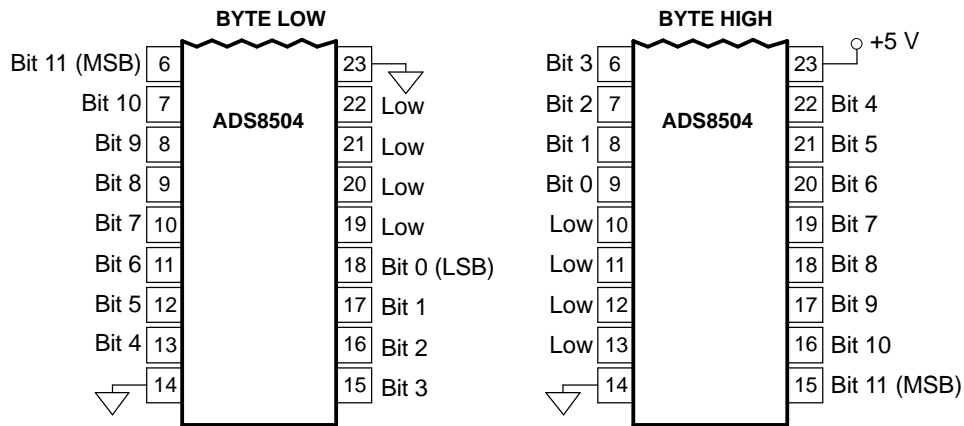 BYTE LOW
Bit 11 (MSB) 6 23
Bit 10 7 22 Low
ADS8504
Bit 9 8 21 Low
Bit 8 9 20 Low
Bit 7 10 19 Low
Bit 6 11 18 Bit 0 (LSB)
Bit 5 12 17 Bit 1
Bit 4 13 16 Bit 2
14 15 Bit 3
BYTE HIGH
Bit 3 6 23 +5 V
Bit 2 7 22 Bit 4
ADS8504
Bit 1 8 21 Bit 5
Bit 0 9 20 Bit 6
Low 10 19 Bit 7
Low 11 18 Bit 8
Low 12 17 Bit 9
Low 13 16 Bit 10
14 15 Bit 11 (MSB)